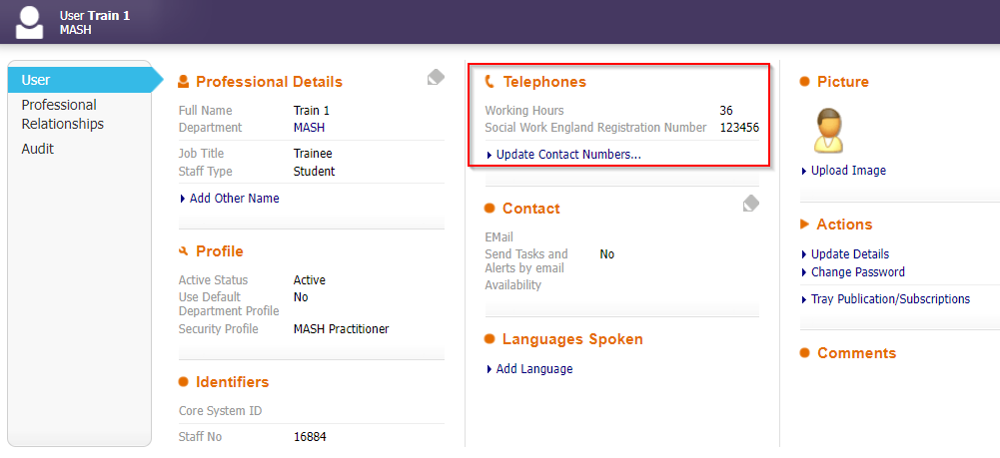 User Train 1
MASH
User
Professional
Relationships
Audit
Professional Details
Full Name Train 1
Department MASH
Job Title Trainee
Staff Type Student
Add Other Name
Profile
Active Status Active
Use Default No
Department Profile
Security Profile MASH Practitioner
Identifiers
Core System ID
Staff No 16884
Telephones
Working Hours 36
Social Work England Registration Number 123456
Update Contact Numbers...
Contact
EMail
Send Tasks and No
Alerts by email
Availability
Languages Spoken
Add Language
Picture
Upload Image
Actions
Update Details
Change Password
Tray Publication/Subscriptions
Comments